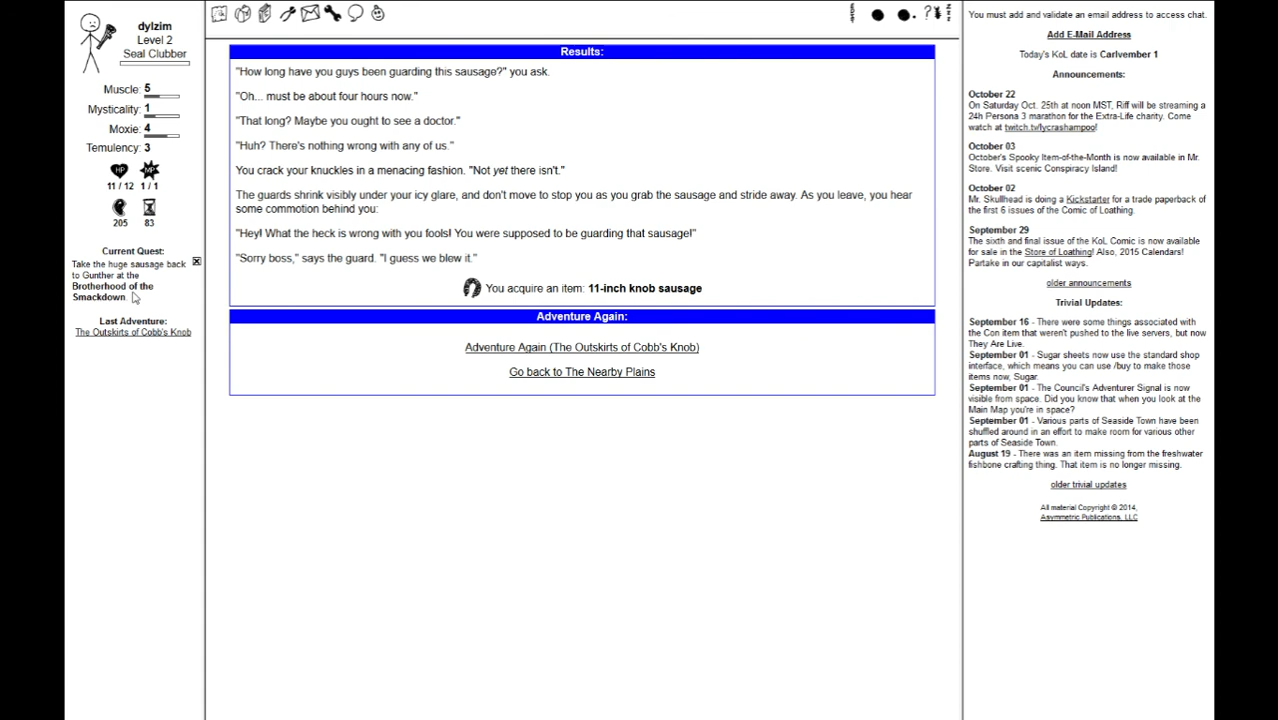 dylzim
Level 2
Seal Clubber
Muscle: 5
Mysticality: 1
Moxie: 4
Temulency: 3
HP
MP
11 / 12
1 / 1
205
83
Current Quest:
Take the huge sausage back
to Gunther at the
Brotherhood of the
Smackdown.
Last Adventure:
The Outskirts of Cobb's Knob
Results:
"How long have you guys been guarding this sausage?" you ask.
"Oh... must be about four hours now."
"That long? Maybe you ought to see a doctor."
"Huh? There's nothing wrong with any of us."
You crack your knuckles in a menacing fashion. "Not yet there isn't."
The guards shrink visibly under your icy glare, and don't move to stop you as you grab the sausage and stride away. As you leave, you hear
some commotion behind you:
"Hey! What the heck is wrong with you fools! You were supposed to be guarding that sausage!"
"Sorry boss," says the guard. "I guess we blew it."
You acquire an item: 11-inch knob sausage
Adventure Again:
Adventure Again (The Outskirts of Cobb's Knob)
Go back to The Nearby Plains
You must add and validate an email address to access chat.
Add E-Mail Address
Today's KoL date is Carlvember 1
Announcements:
October 22
On Saturday Oct. 25th at noon MST, Riff will be streaming a
24h Persona 3 marathon for the Extra-Life charity. Come
watch at twitch.tv/lycrashampoo!
October 03
October's Spooky Item-of-the-Month is now available in Mr.
Store. Visit scenic Conspiracy Island!
October 02
Mr. Skullhead is doing a Kickstarter for a trade paperback of
the first 6 issues of the Comic of Loathing.
September 29
The sixth and final issue of the KoL Comic is now available
for sale in the Store of Loathing! Also, 2015 Calendars!
Partake in our capitalist ways.
older announcements
Trivial Updates:
September 16 - There were some things associated with
the Con item that weren't pushed to the live servers, but now
They Are Live.
September 01 - Sugar sheets now use the standard shop
interface, which means you can use /buy to make those
items now, Sugar.
September 01 - The Council's Adventurer Signal is now
visible from space. Did you know that when you look at the
Main Map you're in space?
September 01 - Various parts of Seaside Town have been
shuffled around in an effort to make room for various other
parts of Seaside Town.
August 19 - There was an item missing from the freshwater
fishbone crafting thing. That item is no longer missing.
older trivial updates
All material Copyright © 2014,
Asymmetric Publications, LLC